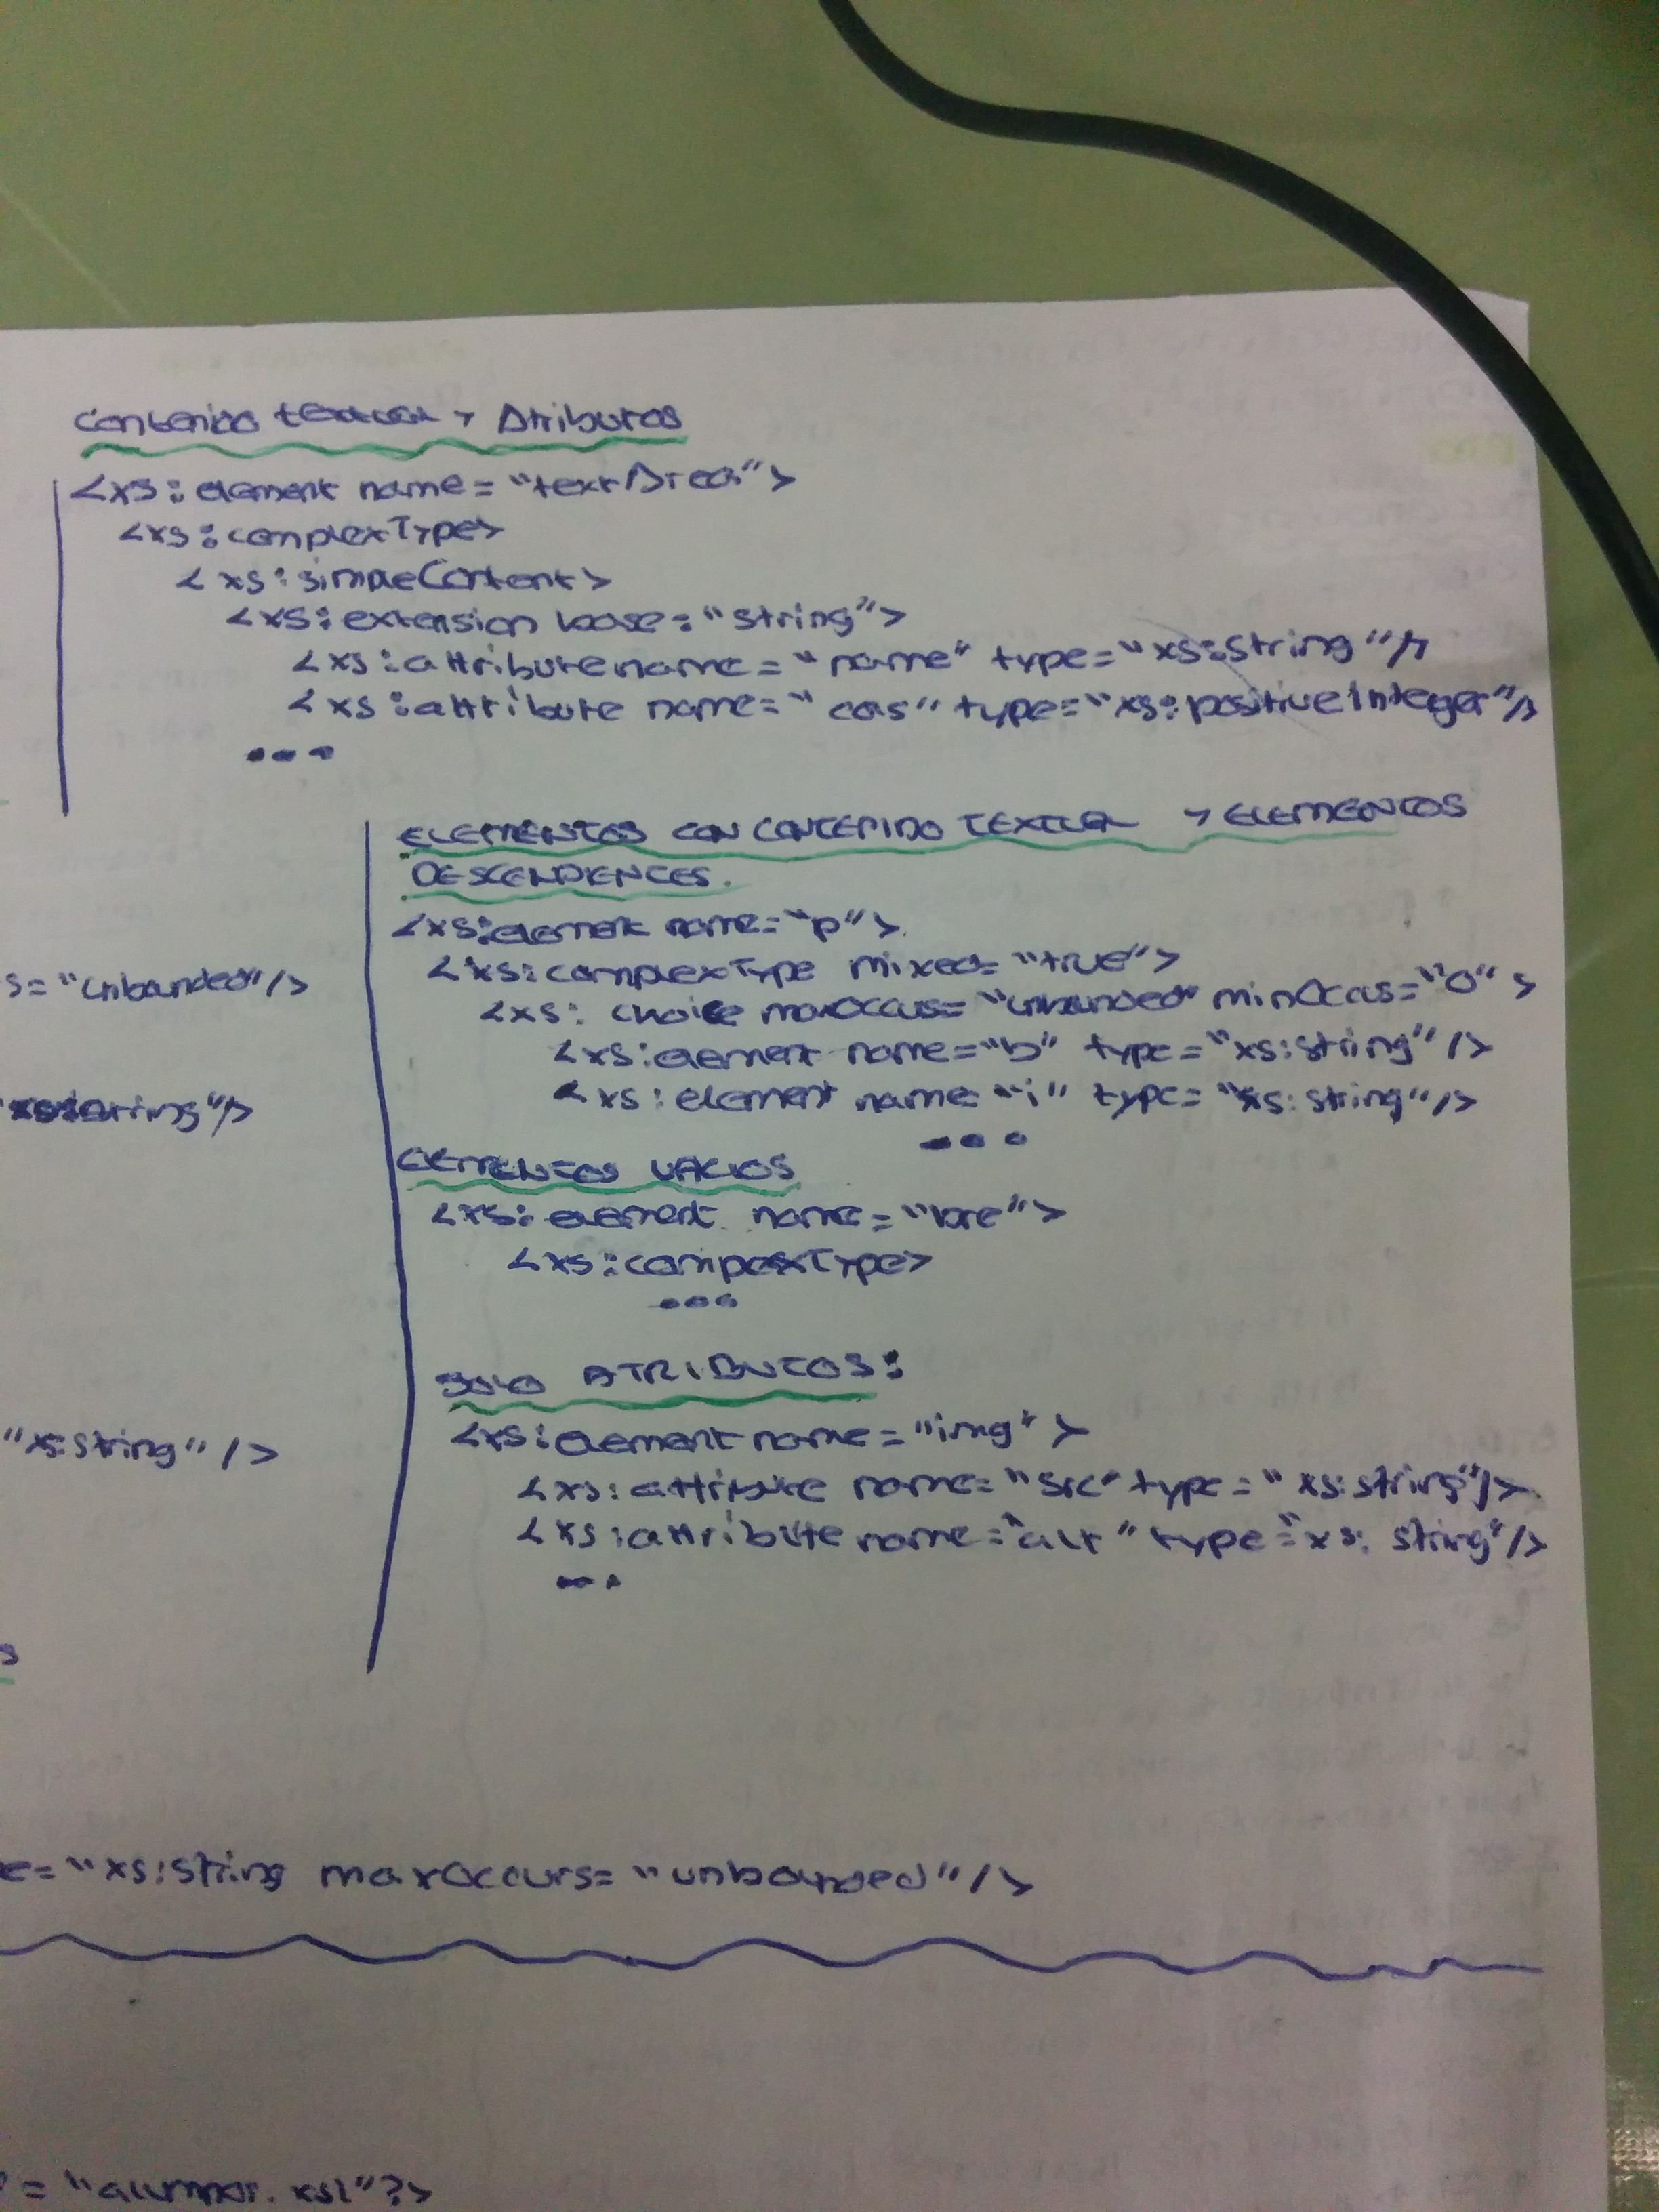 Contenido textual y Atributos
<xs:element name="textArea">
<xs:complexType>
<xs:simpleContent>
<xs:extension base="string">
<xs:attribute name="name" type="xs:string"/>
<xs:attribute name="cols" type="xs:positiveInteger"/>
...
ELEMENTOS CON CONTENIDO TEXTUAL Y ELEMENTOS
DESCENDENTES.
<xs:element name="p">
<xs:complexType mixed="true">
s="unbounded"/>
<xs:choice maxOccurs="unbounded" minOccurs="0">
<xs:element name="b" type="xs:string"/>
<xs:element name="i" type="xs:string"/>
xs:string"/>
...
ELEMENTOS VACIOS
<xs:element name="bre">
<xs:complexType>
...
SOLO ATRIBUTOS:
<xs:element name="img">
"xs:string"/>
<xs:attribute name="src" type="xs:string"/>
<xs:attribute name="alt" type="xs:string"/>
...
s
e="xs:string maxOccurs="unbounded"/>
="alumnos.xsl"?>